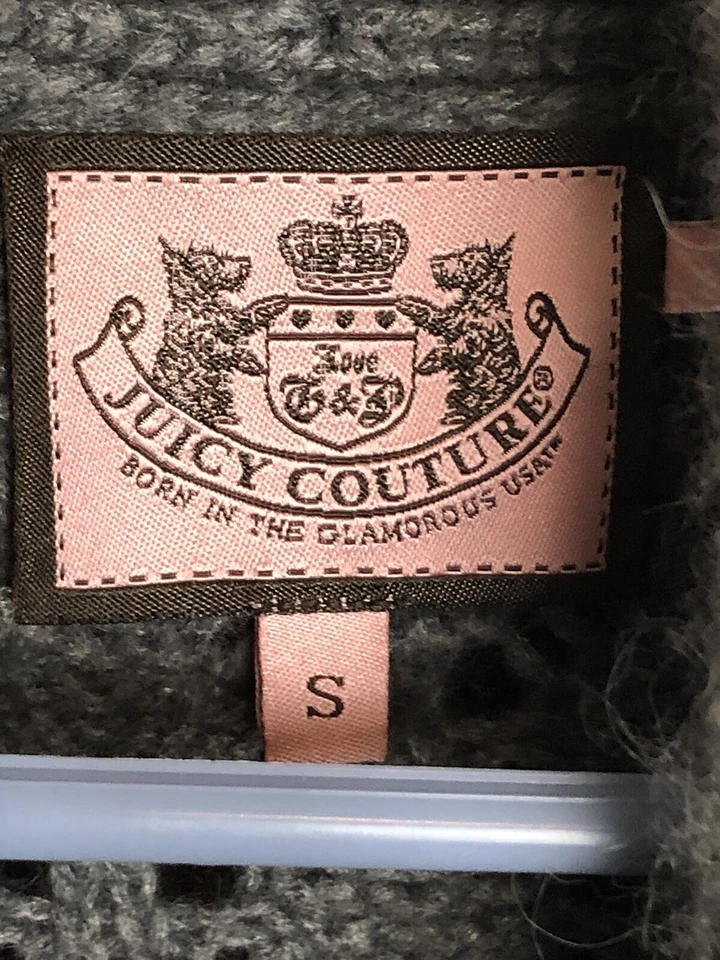 Love
G&P
JUICY COUTURE®
BORN IN THE GLAMOROUS USA™
S